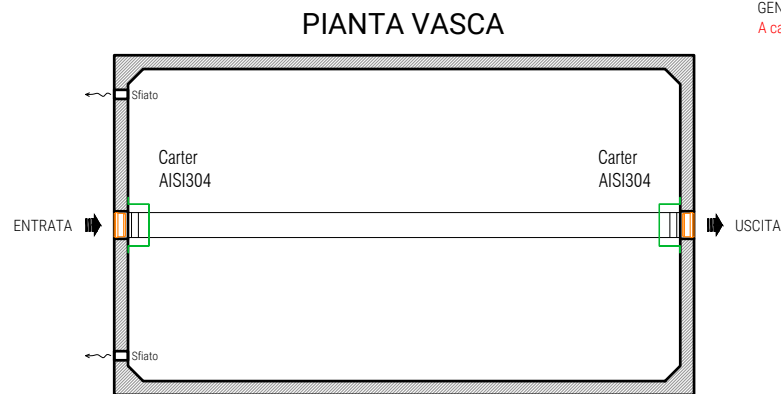 PIANTA VASCA
GEN
A ca
Sfiato
Carter
AISI304
Carter
AISI304
ENTRATA
USCITA
Sfiato